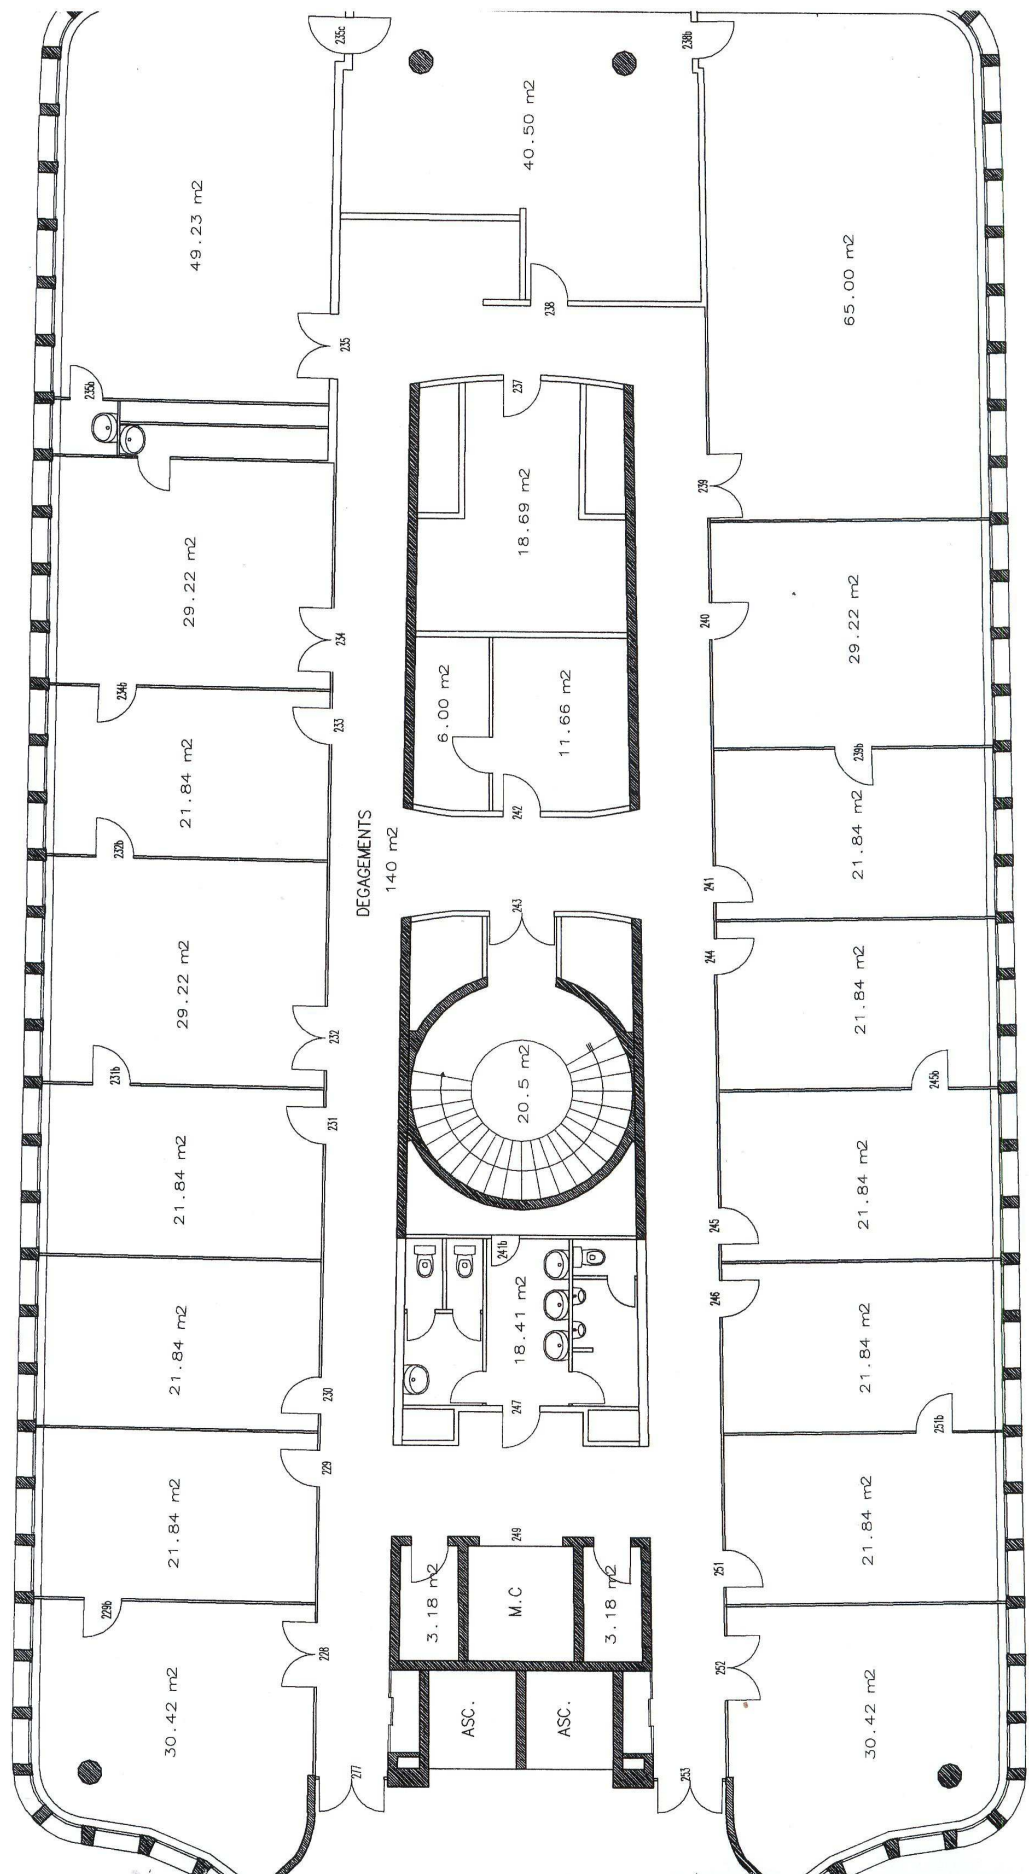 235c
238b
40.50 m2
49.23 m2
65.00 m2
238
235
235b
237
239
18.69 m2
29.22 m2
29.22 m2
240
234
234b
6.00 m2
11.66 m2
233
239b
21.84 m2
21.84 m2
242
232b
DEGAGEMENTS
140 m2
241
243
244
29.22 m2
21.84 m2
232
231b
245b
20.5 m2
231
21.84 m2
21.84 m2
245
241b
246
18.41 m2
21.84 m2
21.84 m2
230
247
251b
229
21.84 m2
21.84 m2
249
251
3.18 m2
M.C
3.18 m2
229b
228
252
30.42 m2
ASC.
ASC.
30.42 m2
277
253